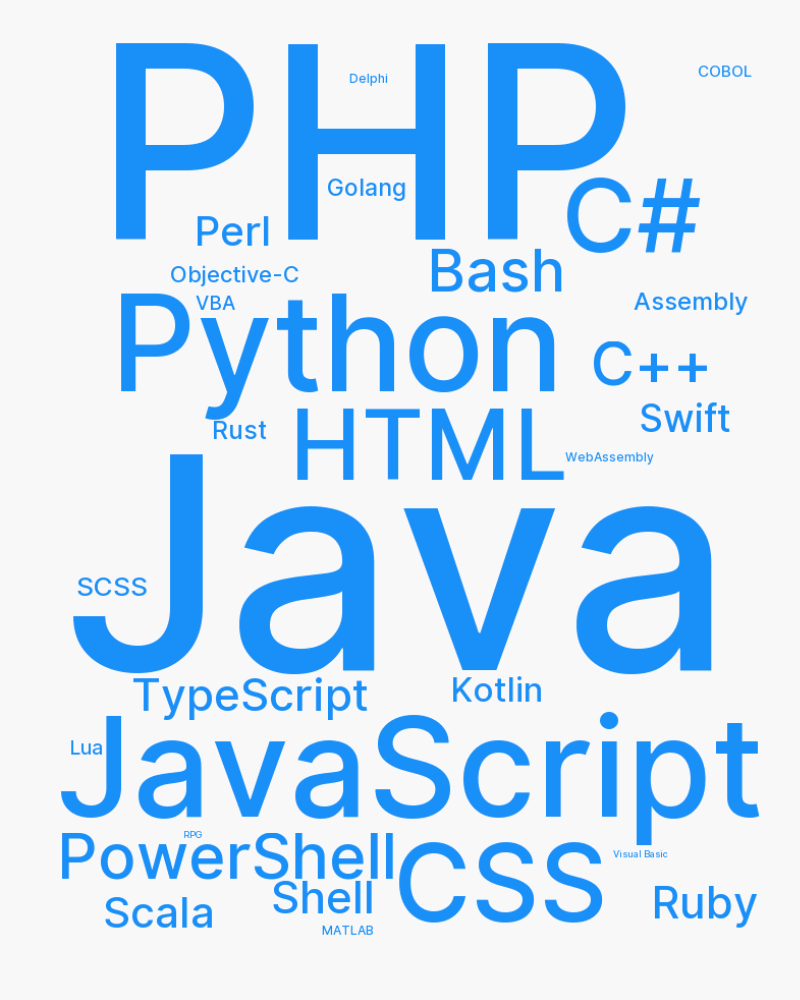 PHP
Delphi
COBOL
Golang
C#
Perl
Bash
Objective-C
VBA
Assembly
Python
C++
Swift
Rust
HTML
WebAssembly
Java
SCSS
TypeScript
Kotlin
Lua
JavaScript
RPG
PowerShell
CSS
Visual Basic
Shell
Ruby
Scala
MATLAB